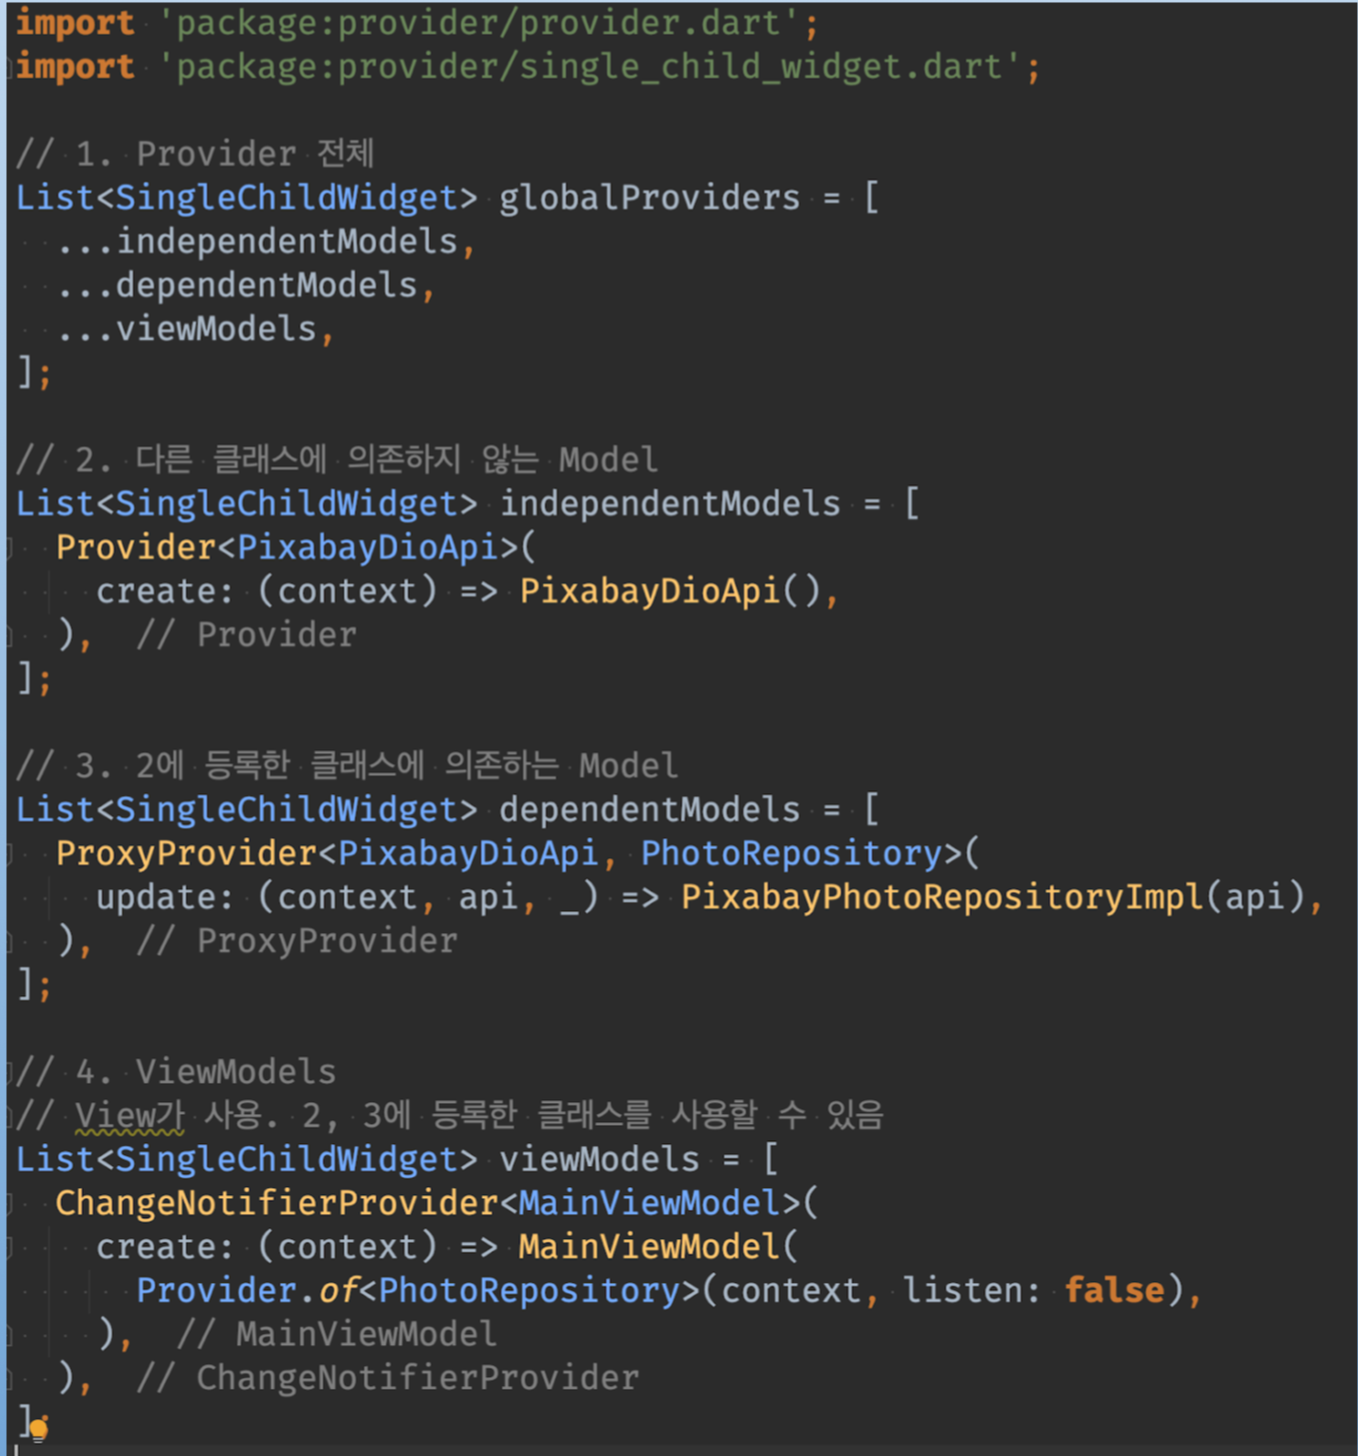 import 'package:provider/provider.dart';
import 'package:provider/single_child_widget.dart';
// 1. Provider 전체
List<SingleChildWidget> globalProviders = [
...independentModels,
...dependentModels,
...viewModels,
];
// 2. 다른 클래스에 의존하지 않는 Model
List<SingleChildWidget> independentModels = [
Provider<PixabayDioApi>(
create: (context) => PixabayDioApi(),
), // Provider
];
// 3. 2에 등록한 클래스에 의존하는 Model
List<SingleChildWidget> dependentModels = [
ProxyProvider<PixabayDioApi, PhotoRepository>(
update: (context, api, _) => PixabayPhotoRepositoryImpl(api),
), // ProxyProvider
];
// 4. ViewModels
// View가 사용. 2, 3에 등록한 클래스를 사용할 수 있음
List<SingleChildWidget> viewModels = [
ChangeNotifierProvider<MainViewModel>(
create: (context) => MainViewModel(
Provider.of<PhotoRepository>(context, listen: false),
), // MainViewModel
), // ChangeNotifierProvider
];